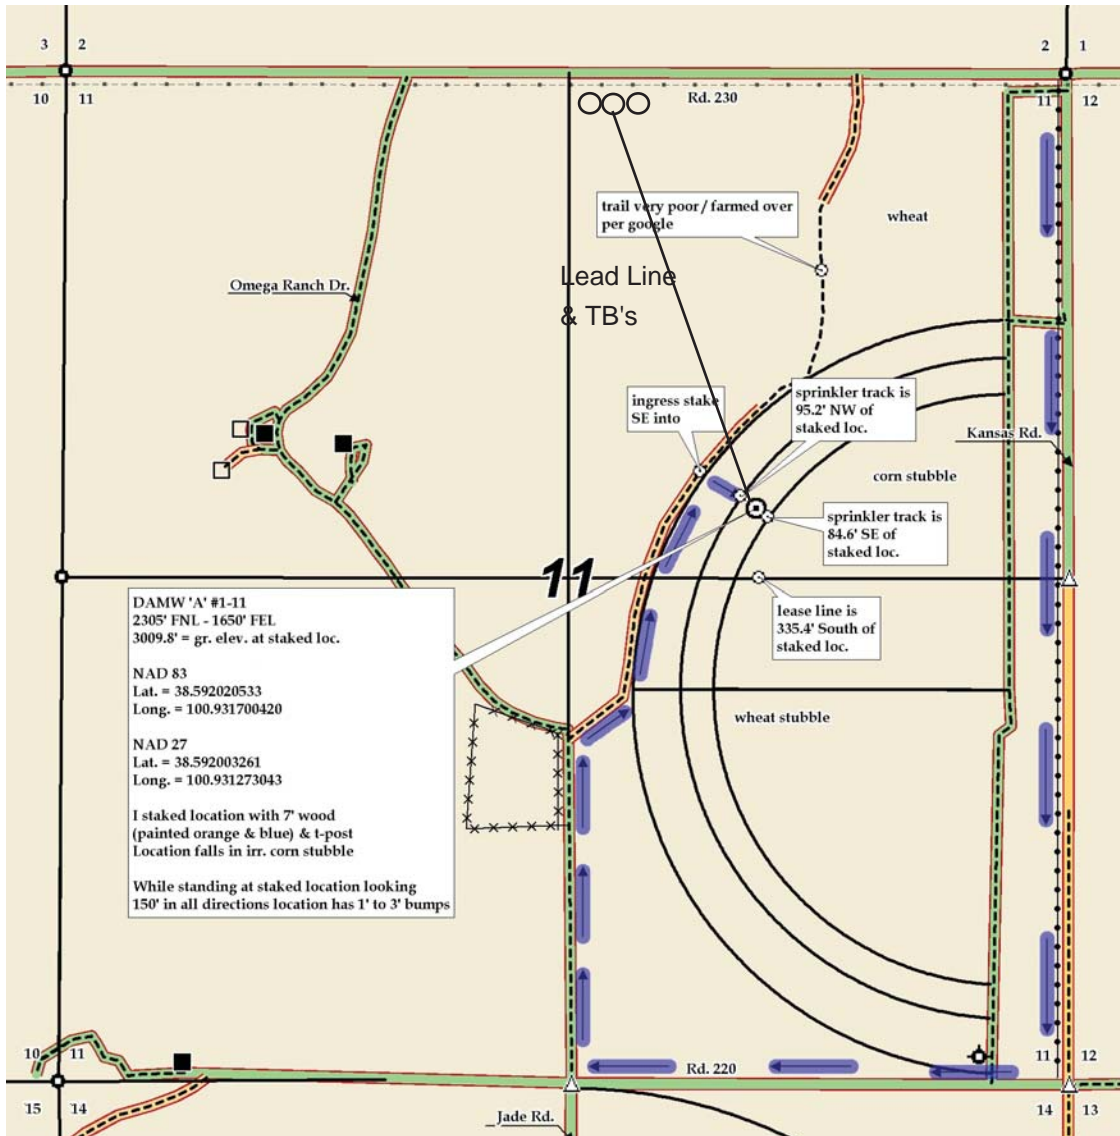 3 2
2 1
10 11
Rd. 230
11 12
trail very poor / farmed over
per google
wheat
Lead Line
& TB's
Omega Ranch Dr.
ingress stake
SE into
sprinkler track is
95.2' NW of
staked loc.
Kansas Rd.
corn stubble
sprinkler track is
84.6' SE of
staked loc.
11
lease line is
335.4' South of
staked loc.
DAMW 'A' #1-11
2305' FNL - 1650' FEL
3009.8' = gr. elev. at staked loc.
NAD 83
Lat. = 38.592020533
Long. = 100.931700420
NAD 27
Lat. = 38.592003261
Long. = 100.931273043
I staked location with 7' wood
(painted orange & blue) & t-post
Location falls in irr. corn stubble
While standing at staked location looking
150' in all directions location has 1' to 3' bumps
wheat stubble
10 11
Rd. 220
11 12
15 14
Jade Rd.
14 13